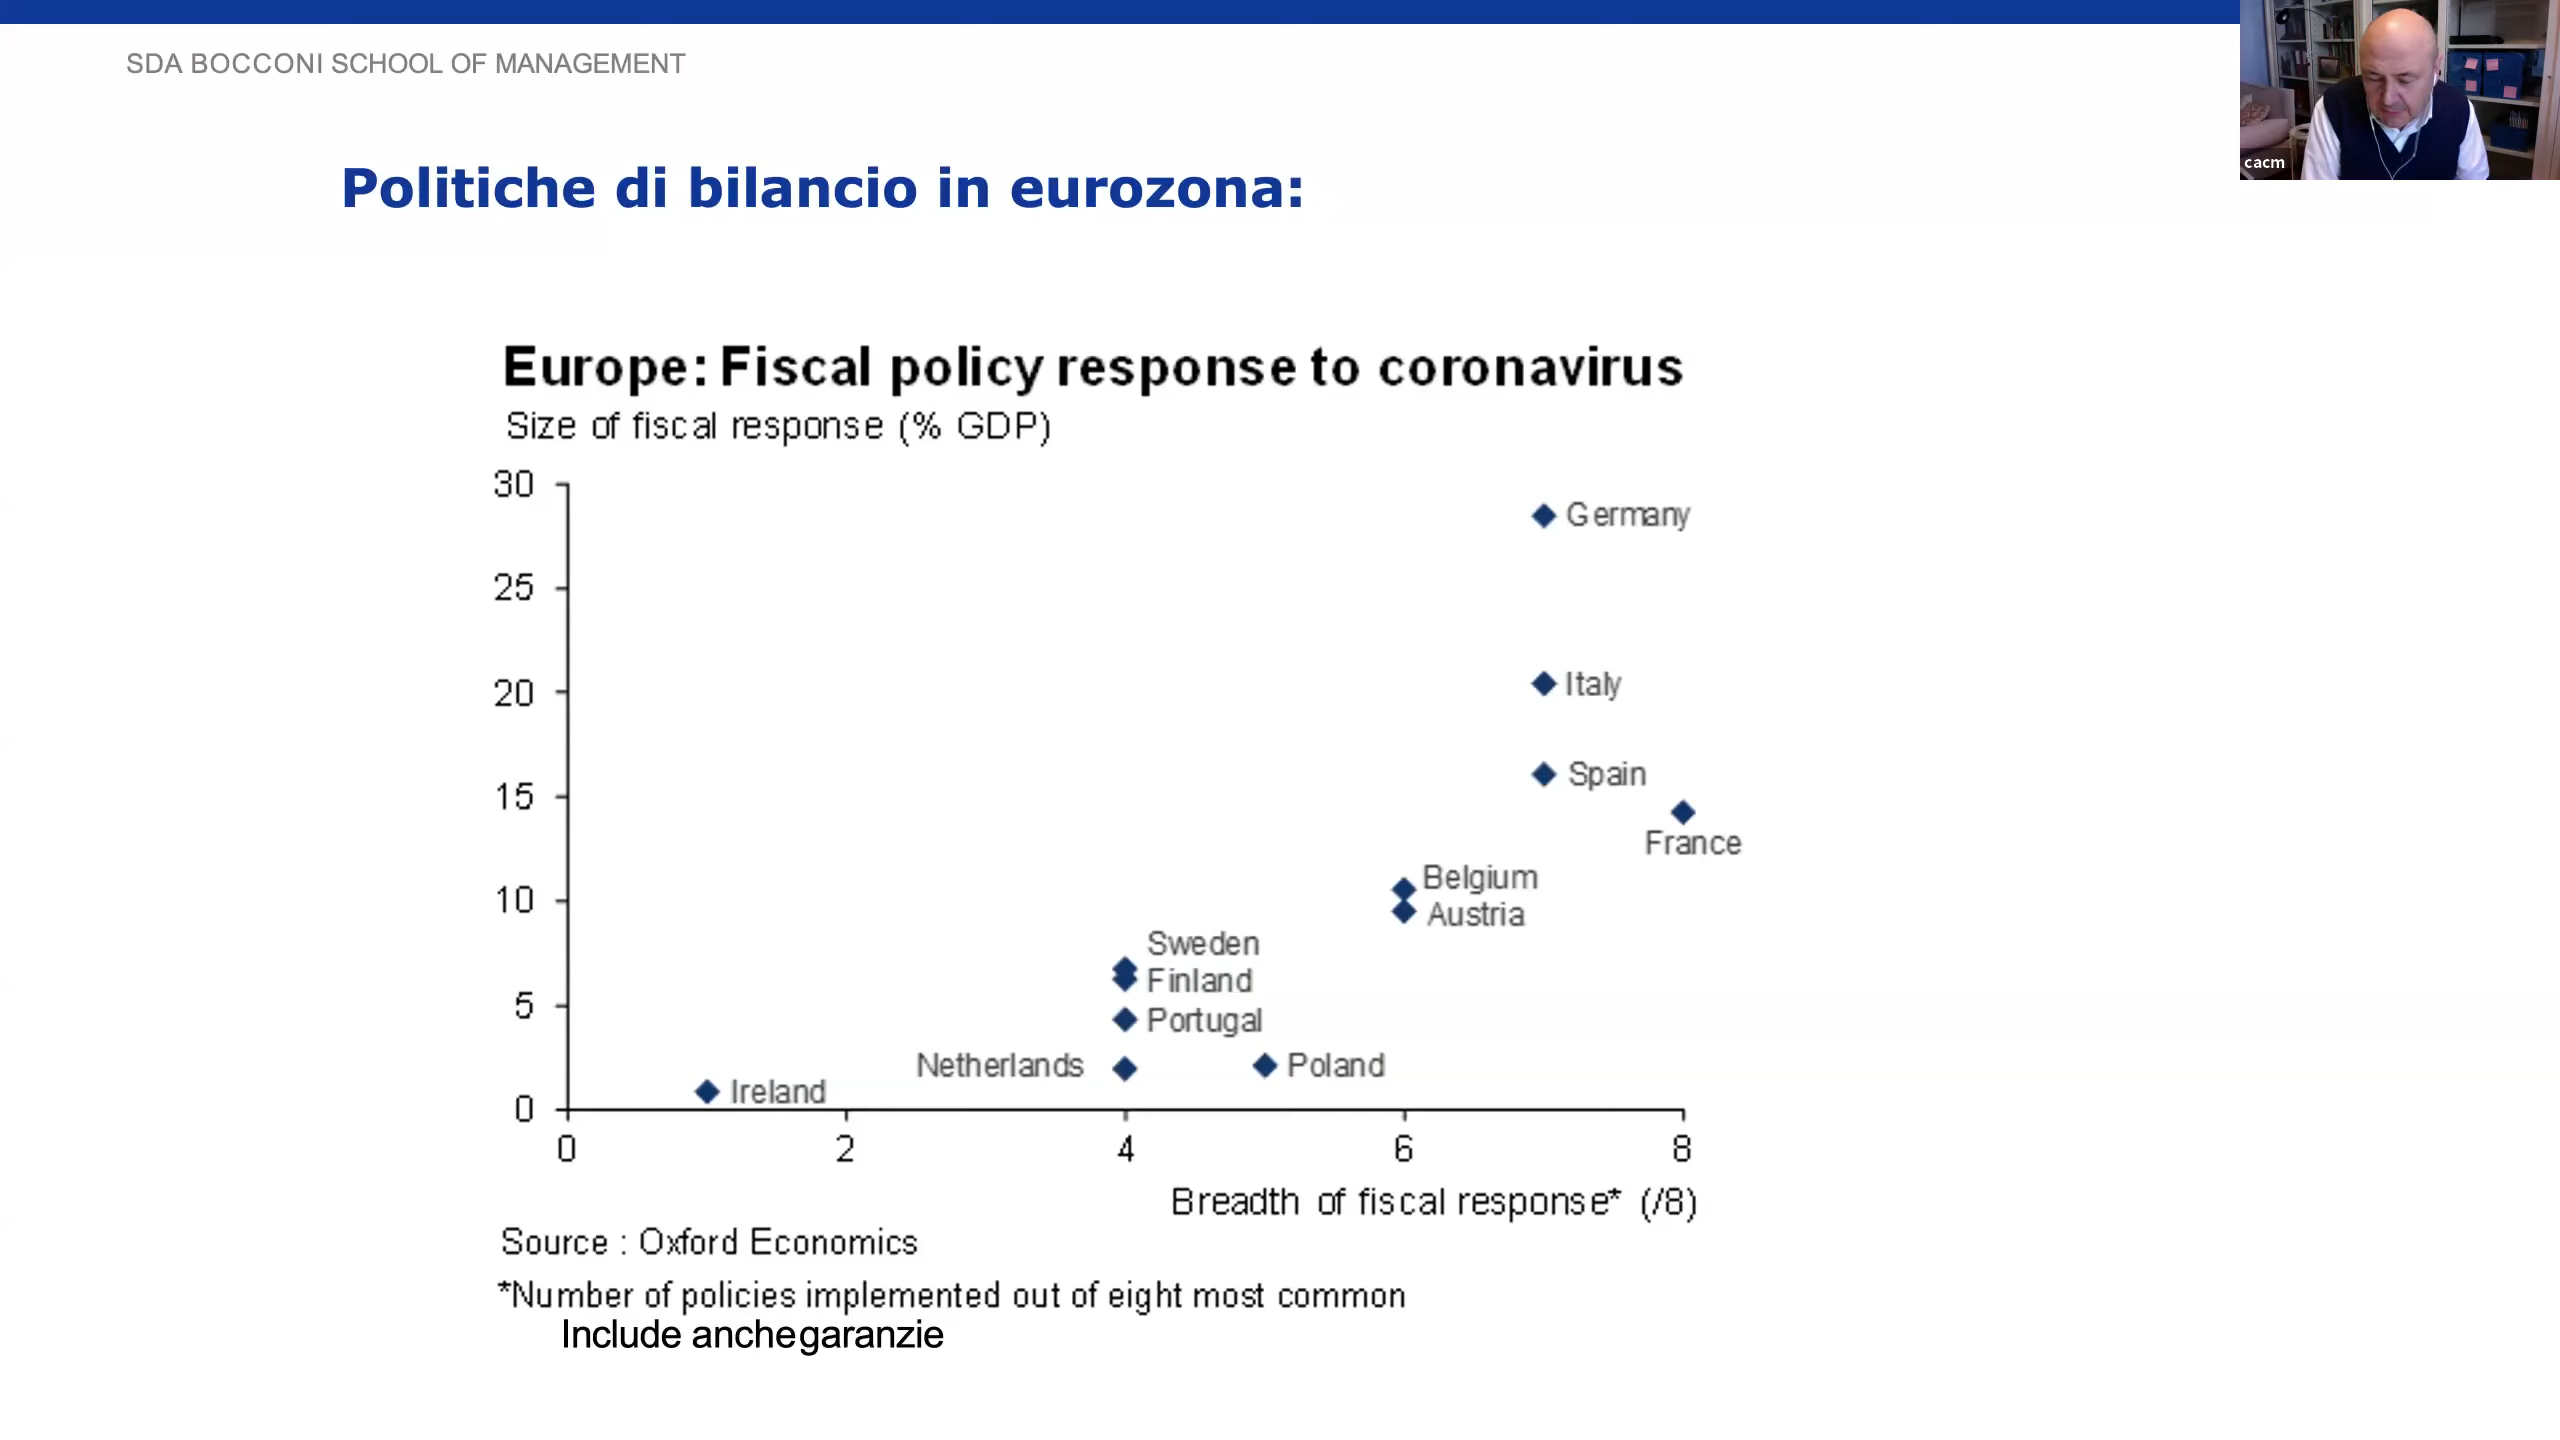 SDA BOCCONI SCHOOL OF MANAGEMENT
cacm
Politiche di bilancio in eurozona:
Europe: Fiscal policy response to coronavirus
Size of fiscal response (% GDP)
30
Germany
25
20
Italy
Spain
15
France
Belgium
10
Austria
Sweden
Finland
5
Portugal
Netherlands
Poland
Ireland
0
0 2 4 6 8
Breadth of fiscal response* (/8)
Source : Oxford Economics
*Number of policies implemented out of eight most common
Include anche garanzie